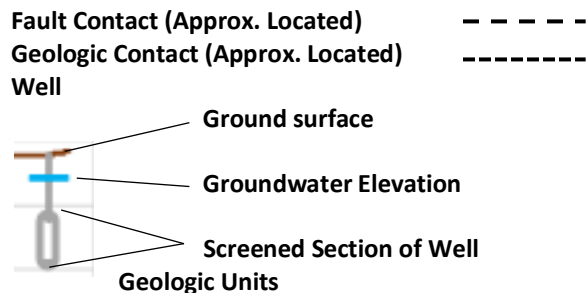 Fault Contact (Approx. Located)
Geologic Contact (Approx. Located)
Well
Ground surface
Groundwater Elevation
Screened Section of Well
Geologic Units